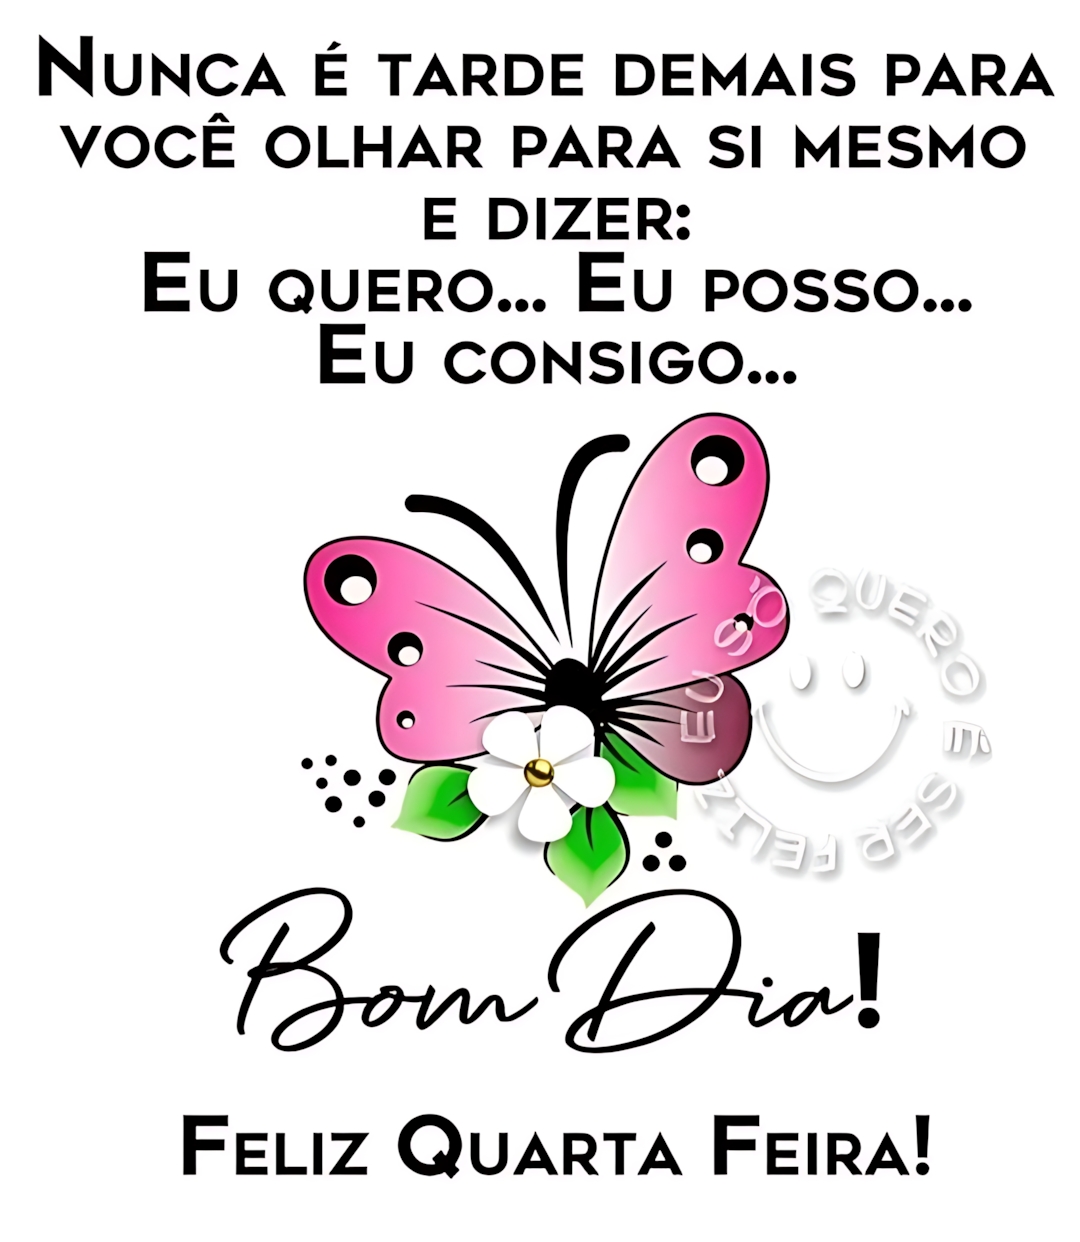 Nunca é tarde demais para
você olhar para si mesmo
e dizer:
Eu quero... Eu posso...
Eu consigo...
EU SÓ QUERO É SER FELIZ
Bom Dia!
Feliz Quarta Feira!